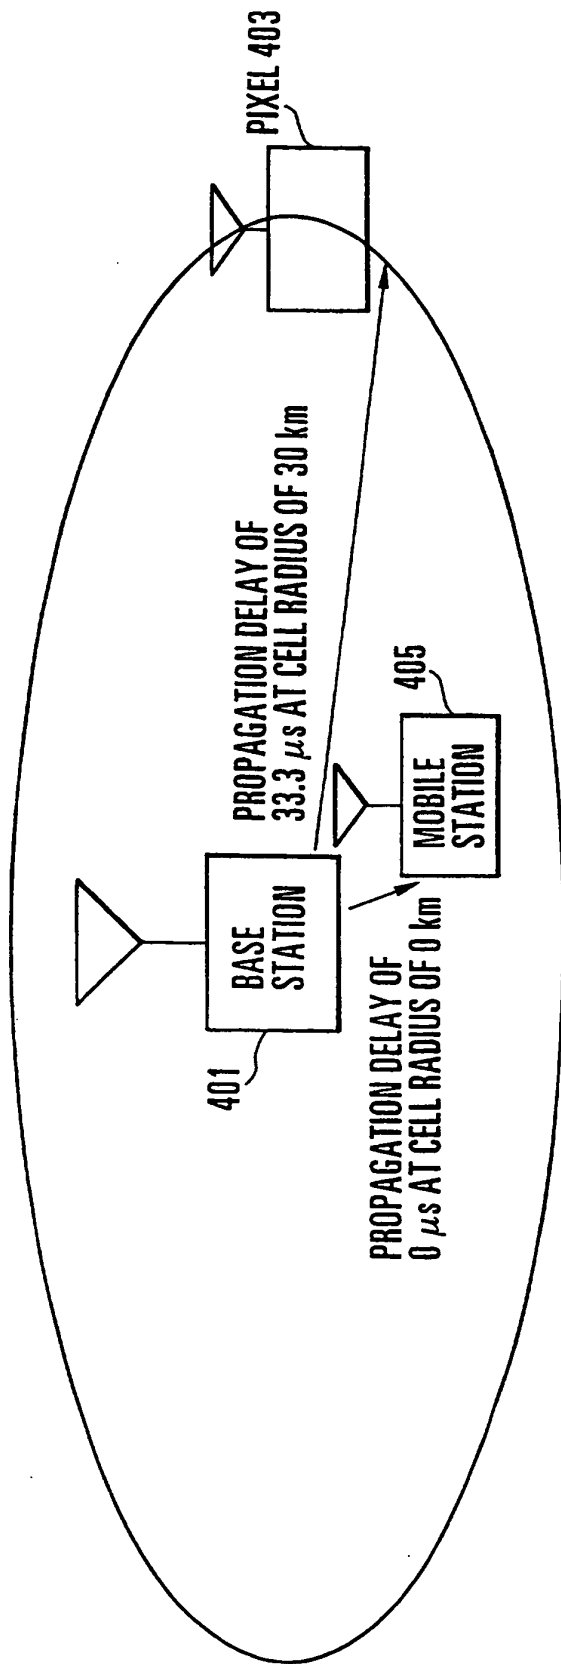 BASE
STATION
401
PROPAGATION DELAY OF
33.3 μs AT CELL RADIUS OF 30 km
PIXEL 403
PROPAGATION DELAY OF
0 μs AT CELL RADIUS OF 0 km
MOBILE
STATION
405